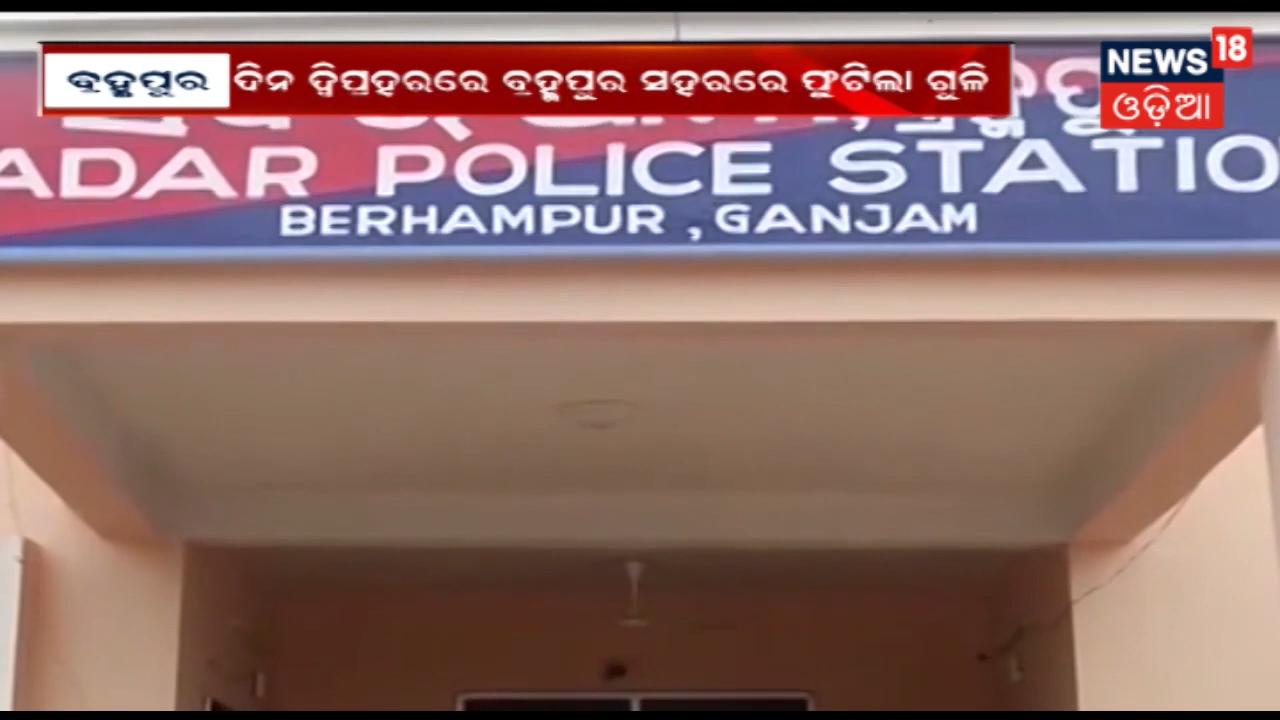 ବ୍ରହ୍ମପୁର ଦିନ ଦ୍ୱିପ୍ରହରରେ ବ୍ରହ୍ମପୁର ସହରରେ ଫୁଟିଲା ଗୁଳି
NEWS 18
ଓଡ଼ିଆ
ADAR POLICE STATIO
BERHAMPUR , GANJAM